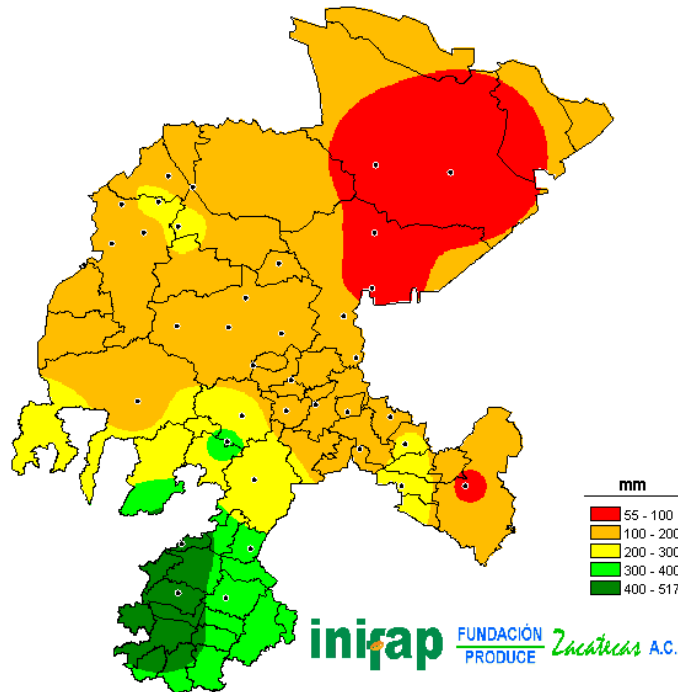 mm
55 - 100
100 - 200
200 - 300
300 - 400
400 - 517
inifap
FUNDACIÓN
PRODUCE
Zacatecas A.C.